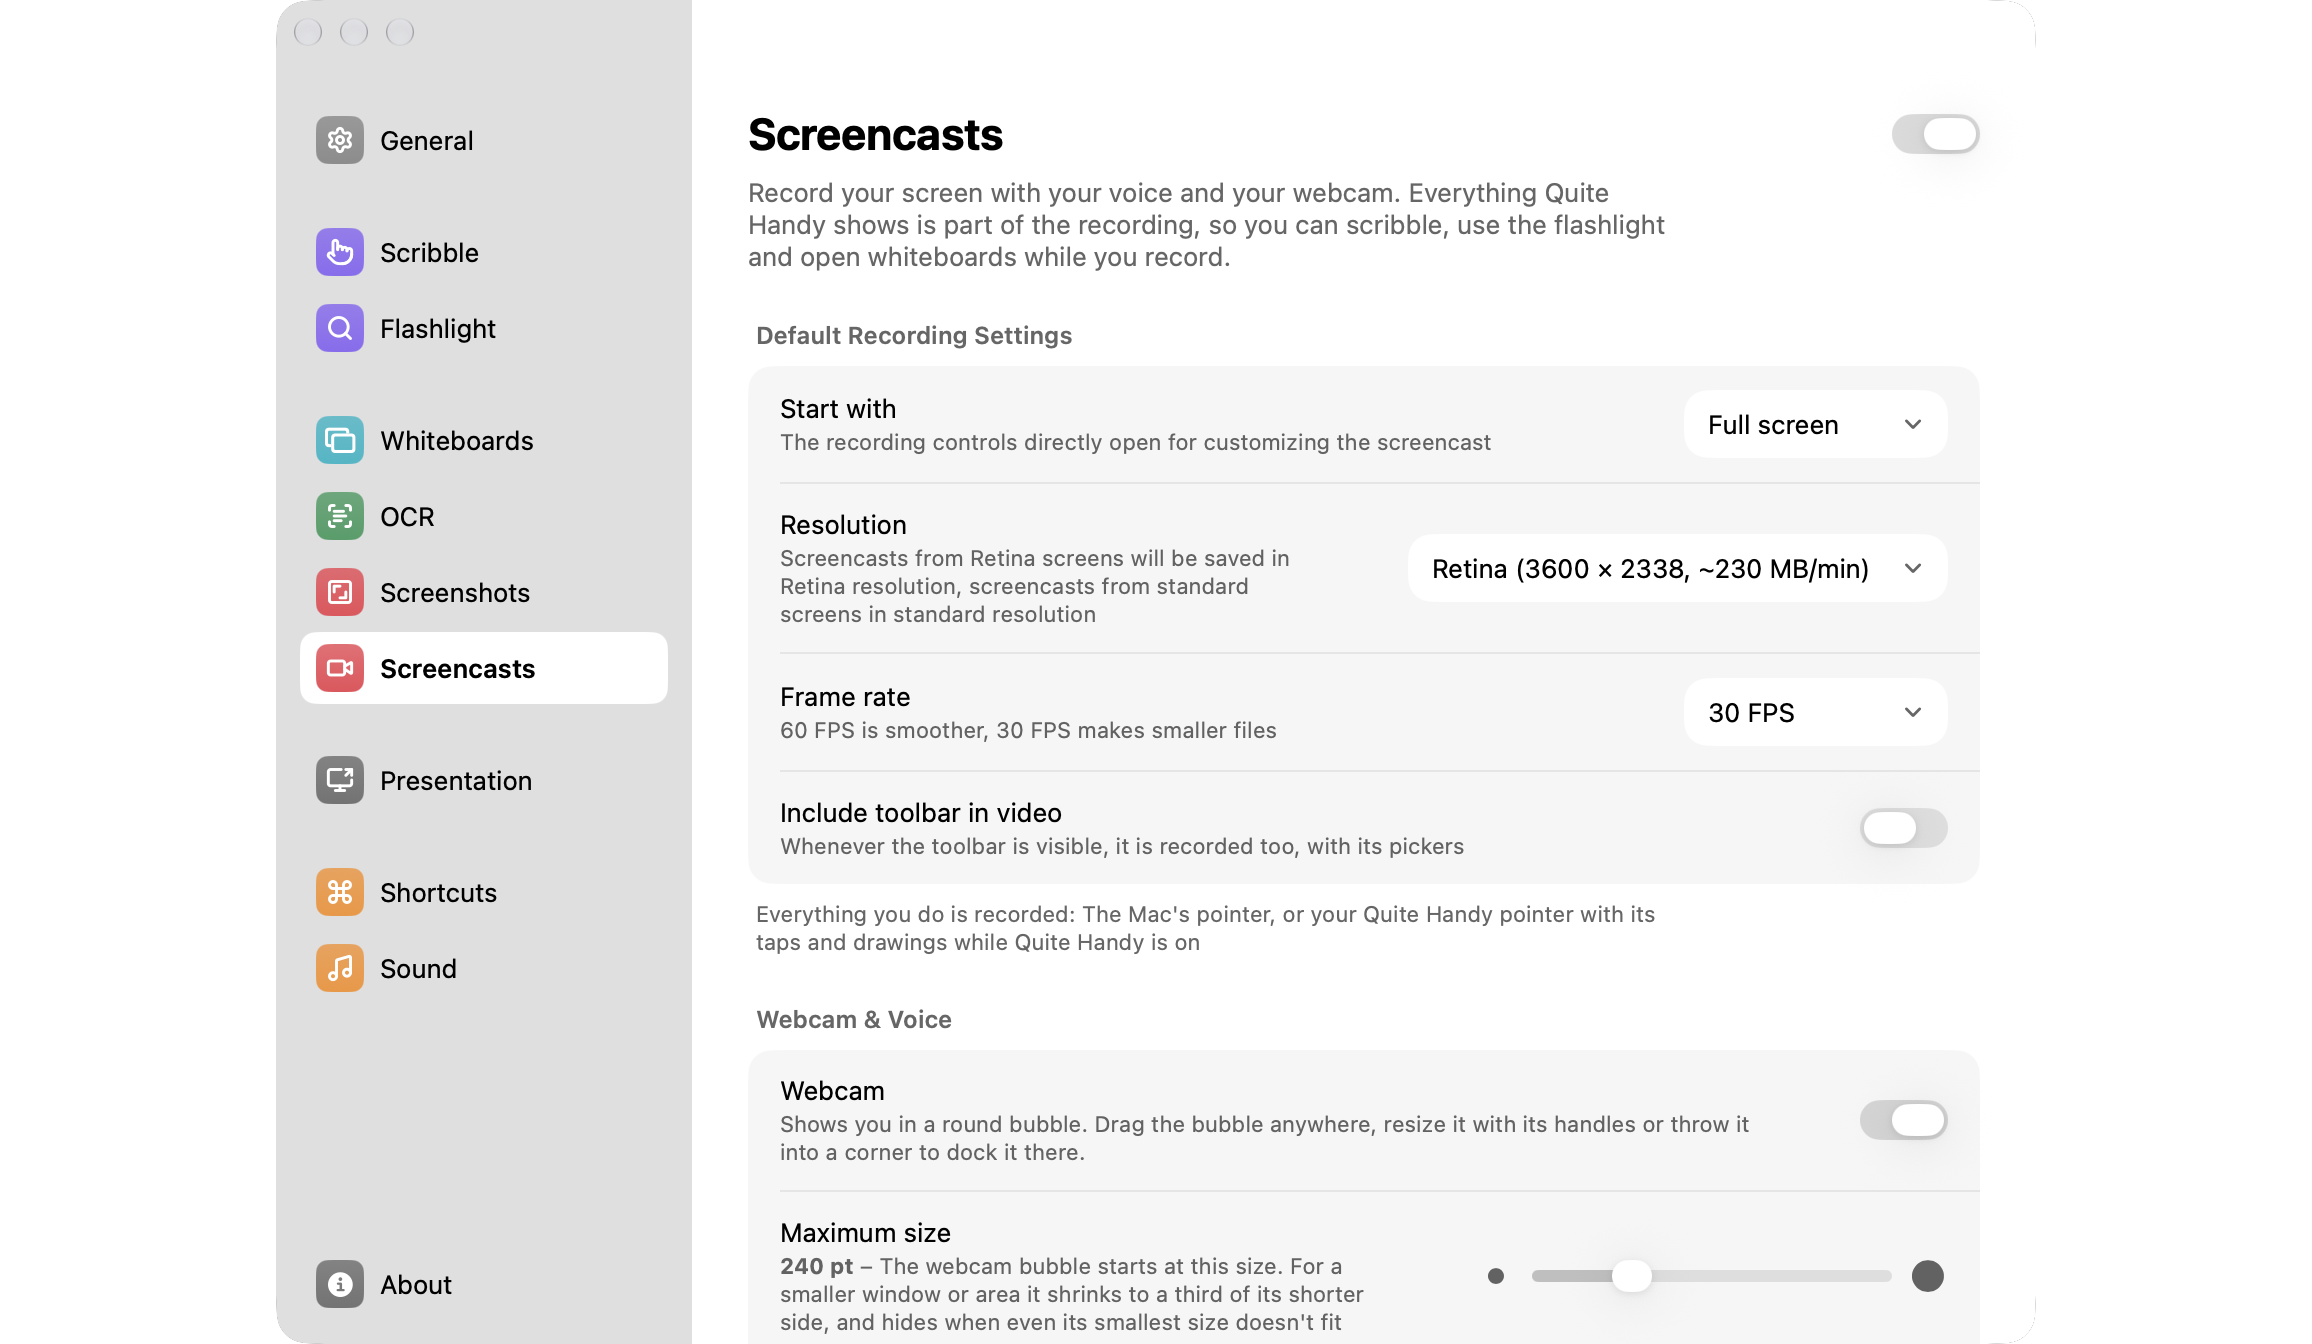 General
Scribble
Flashlight
Whiteboards
OCR
Screenshots
Screencasts
Presentation
Shortcuts
Sound
About
Screencasts
Record your screen with your voice and your webcam. Everything Quite
Handy shows is part of the recording, so you can scribble, use the flashlight
and open whiteboards while you record.
Default Recording Settings
Start with
The recording controls directly open for customizing the screencast
Full screen
Resolution
Screencasts from Retina screens will be saved in
Retina resolution, screencasts from standard
screens in standard resolution
Retina (3600 × 2338, ~230 MB/min)
Frame rate
60 FPS is smoother, 30 FPS makes smaller files
30 FPS
Include toolbar in video
Whenever the toolbar is visible, it is recorded too, with its pickers
Everything you do is recorded: The Mac's pointer, or your Quite Handy pointer with its
taps and drawings while Quite Handy is on
Webcam & Voice
Webcam
Shows you in a round bubble. Drag the bubble anywhere, resize it with its handles or throw it
into a corner to dock it there.
Maximum size
240 pt – The webcam bubble starts at this size. For a
smaller window or area it shrinks to a third of its shorter
side, and hides when even its smallest size doesn't fit